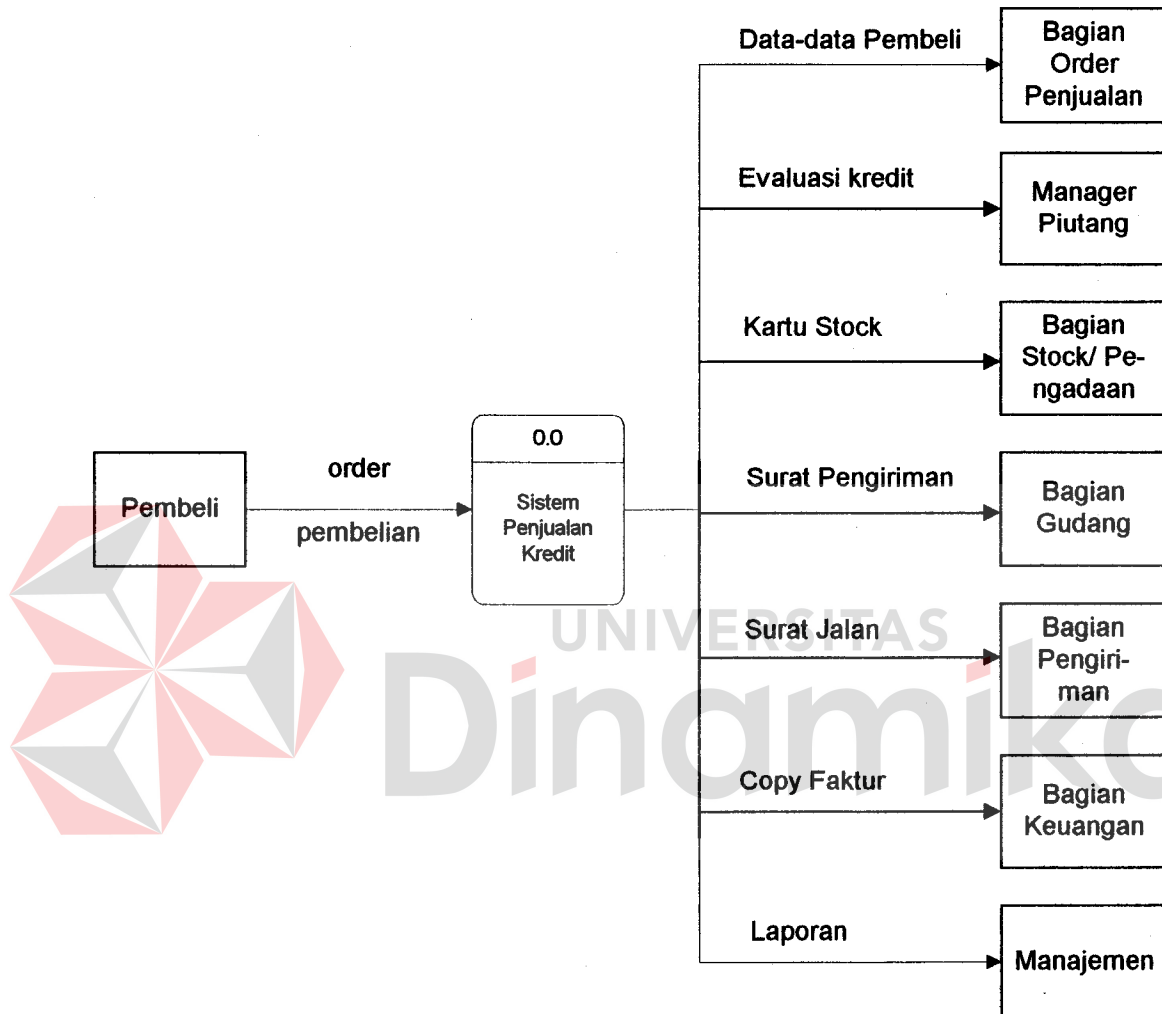 Data-data Pembeli
Bagian
Order
Penjualan
Evaluasi kredit
Manager
Piutang
Kartu Stock
Bagian
Stock/ Pe-
ngadaan
Pembeli
order
pembelian
0.0
Sistem
Penjualan
Kredit
Surat Pengiriman
Bagian
Gudang
UNIVERSITAS
Dinamika
Surat Jalan
Bagian
Pengiri-
man
Copy Faktur
Bagian
Keuangan
Laporan
Manajemen